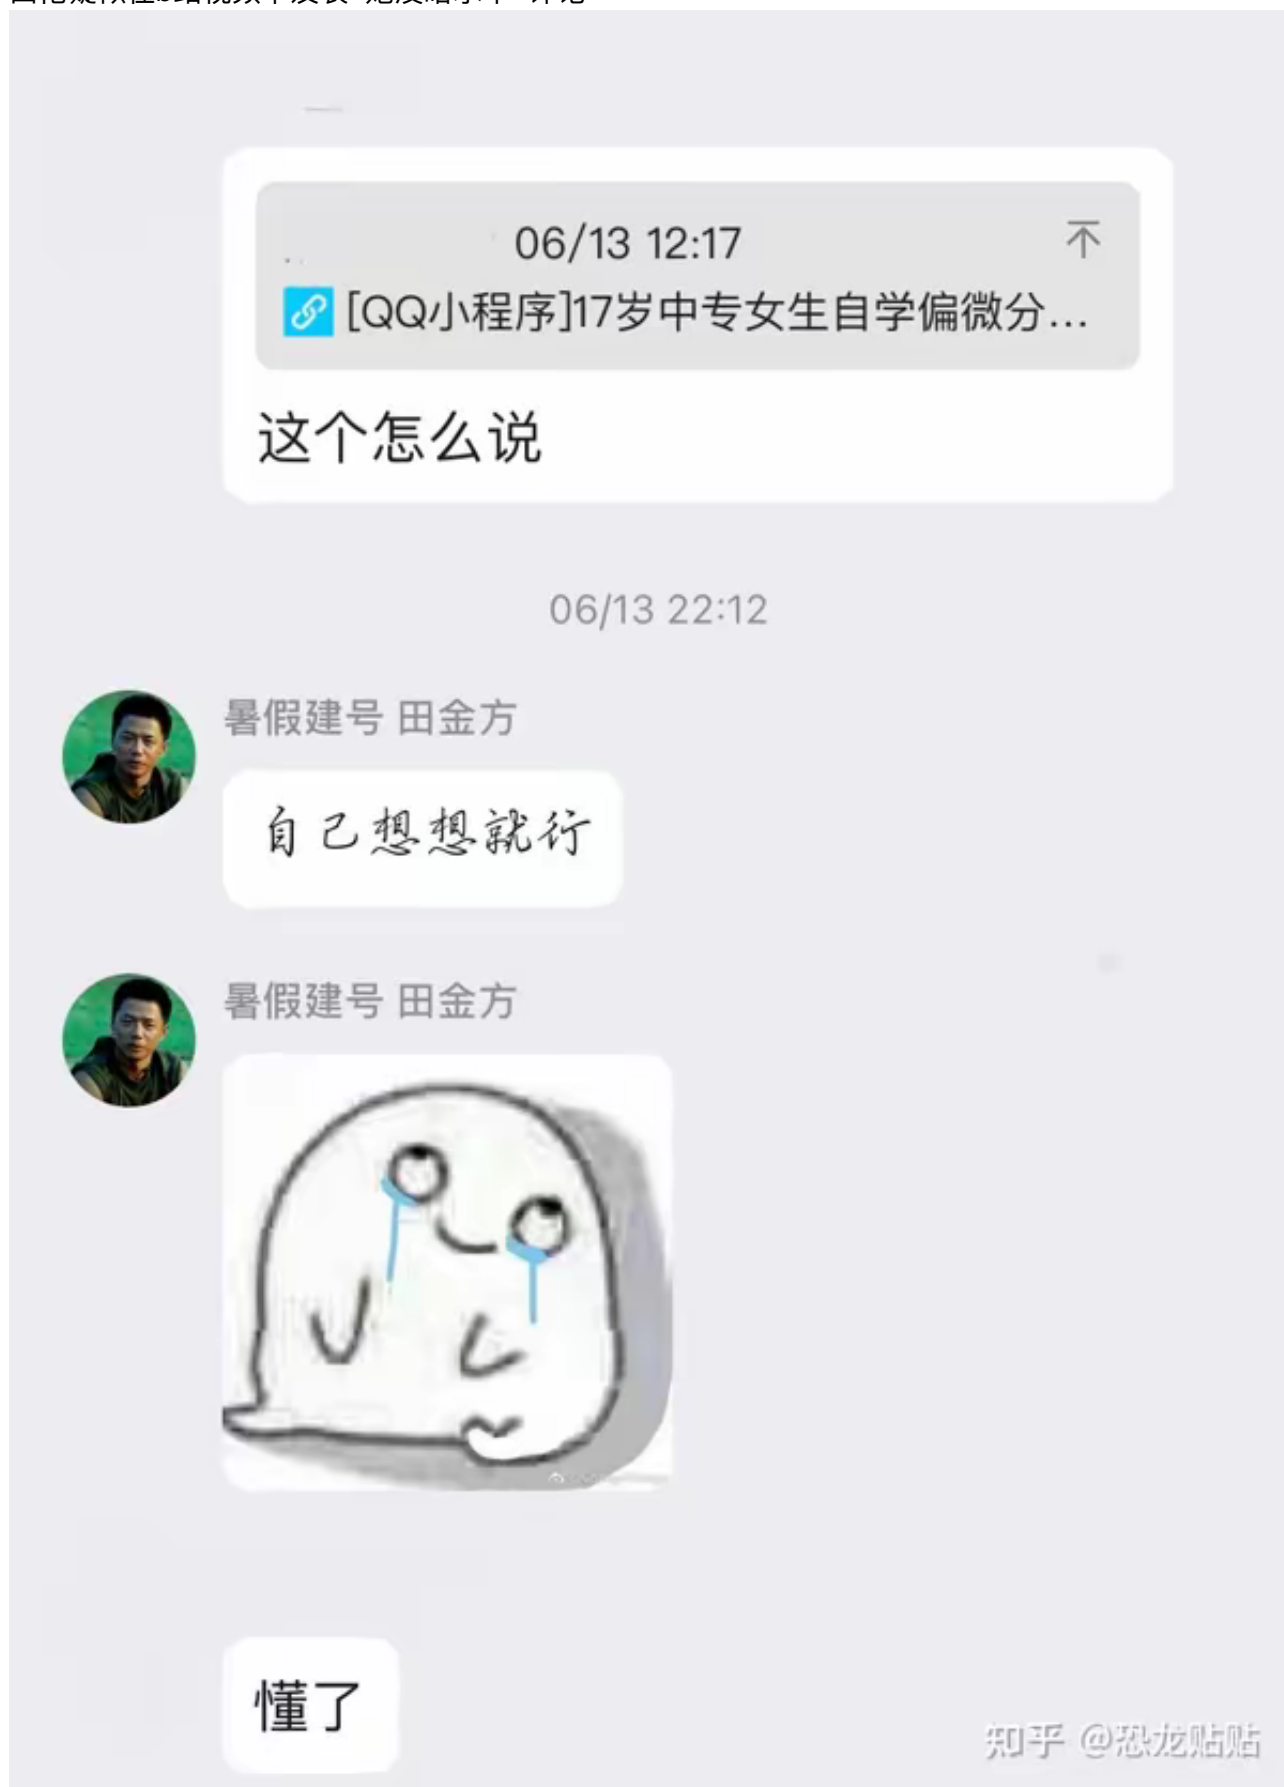 06/13 12:17
[QQ小程序]17岁中专女生自学偏微分...
这个怎么说
06/13 22:12
暑假建号 田金方
自己想想就行
暑假建号 田金方
懂了
知乎 @恐龙贴贴